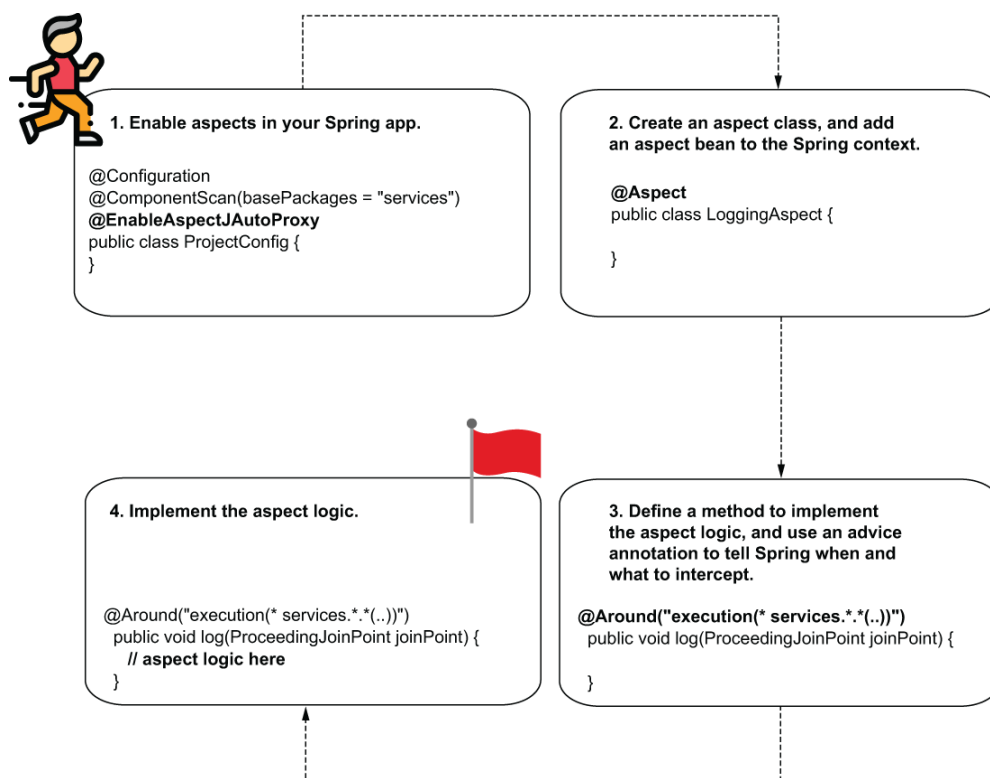 1. Enable aspects in your Spring app.
@Configuration
@ComponentScan(basePackages = "services")
@EnableAspectJAutoProxy
public class ProjectConfig {
}
2. Create an aspect class, and add
an aspect bean to the Spring context.
@Aspect
public class LoggingAspect {
}
3. Define a method to implement
the aspect logic, and use an advice
annotation to tell Spring when and
what to intercept.
@Around("execution(* services.*.*(..))")
public void log(ProceedingJoinPoint joinPoint) {
}
4. Implement the aspect logic.
@Around("execution(* services.*.*(..))")
public void log(ProceedingJoinPoint joinPoint) {
// aspect logic here
}